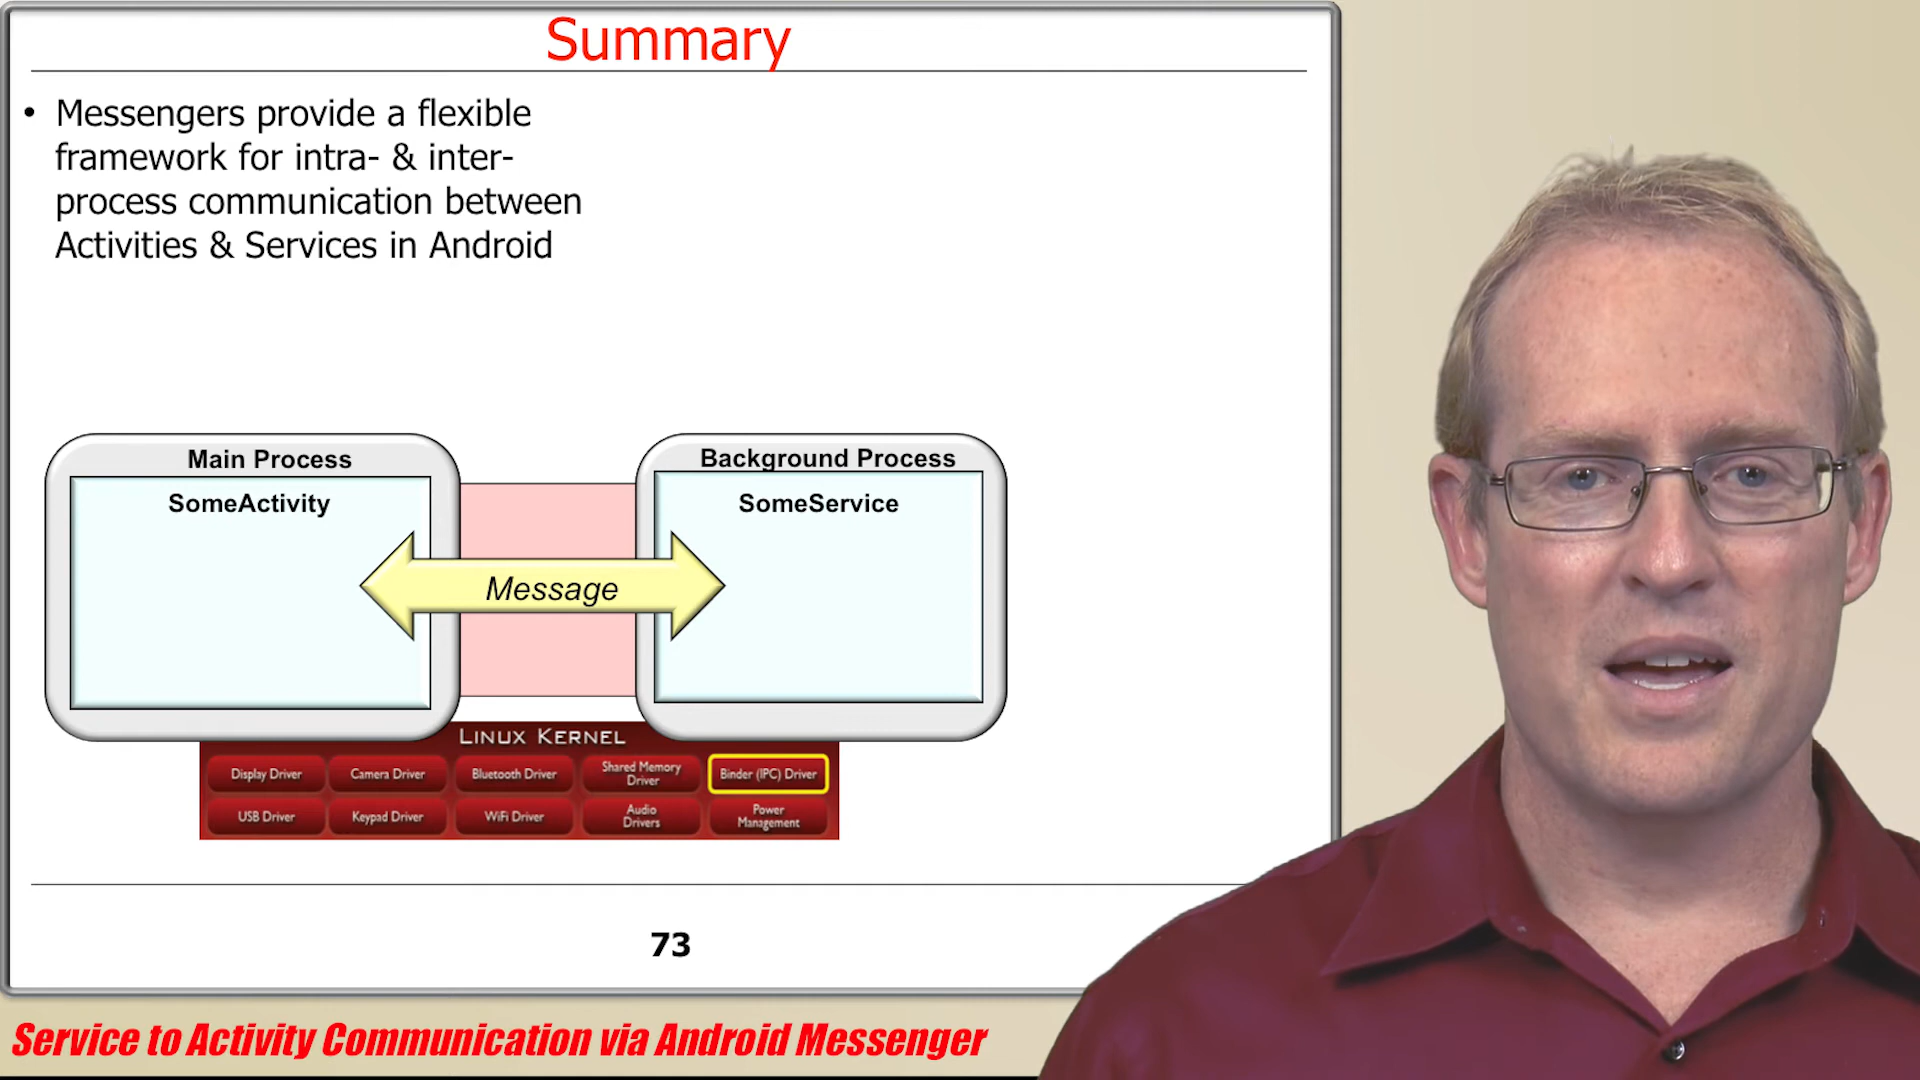 Summary
• Messengers provide a flexible
framework for intra- & inter-
process communication between
Activities & Services in Android
Main Process
SomeActivity
Background Process
SomeService
Message
LINUX KERNEL
Display Driver
Camera Driver
Bluetooth Driver
Shared Memory
Driver
Binder (IPC) Driver
USB Driver
Keypad Driver
WiFi Driver
Audio
Drivers
Power
Management
73
Service to Activity Communication via Android Messenger